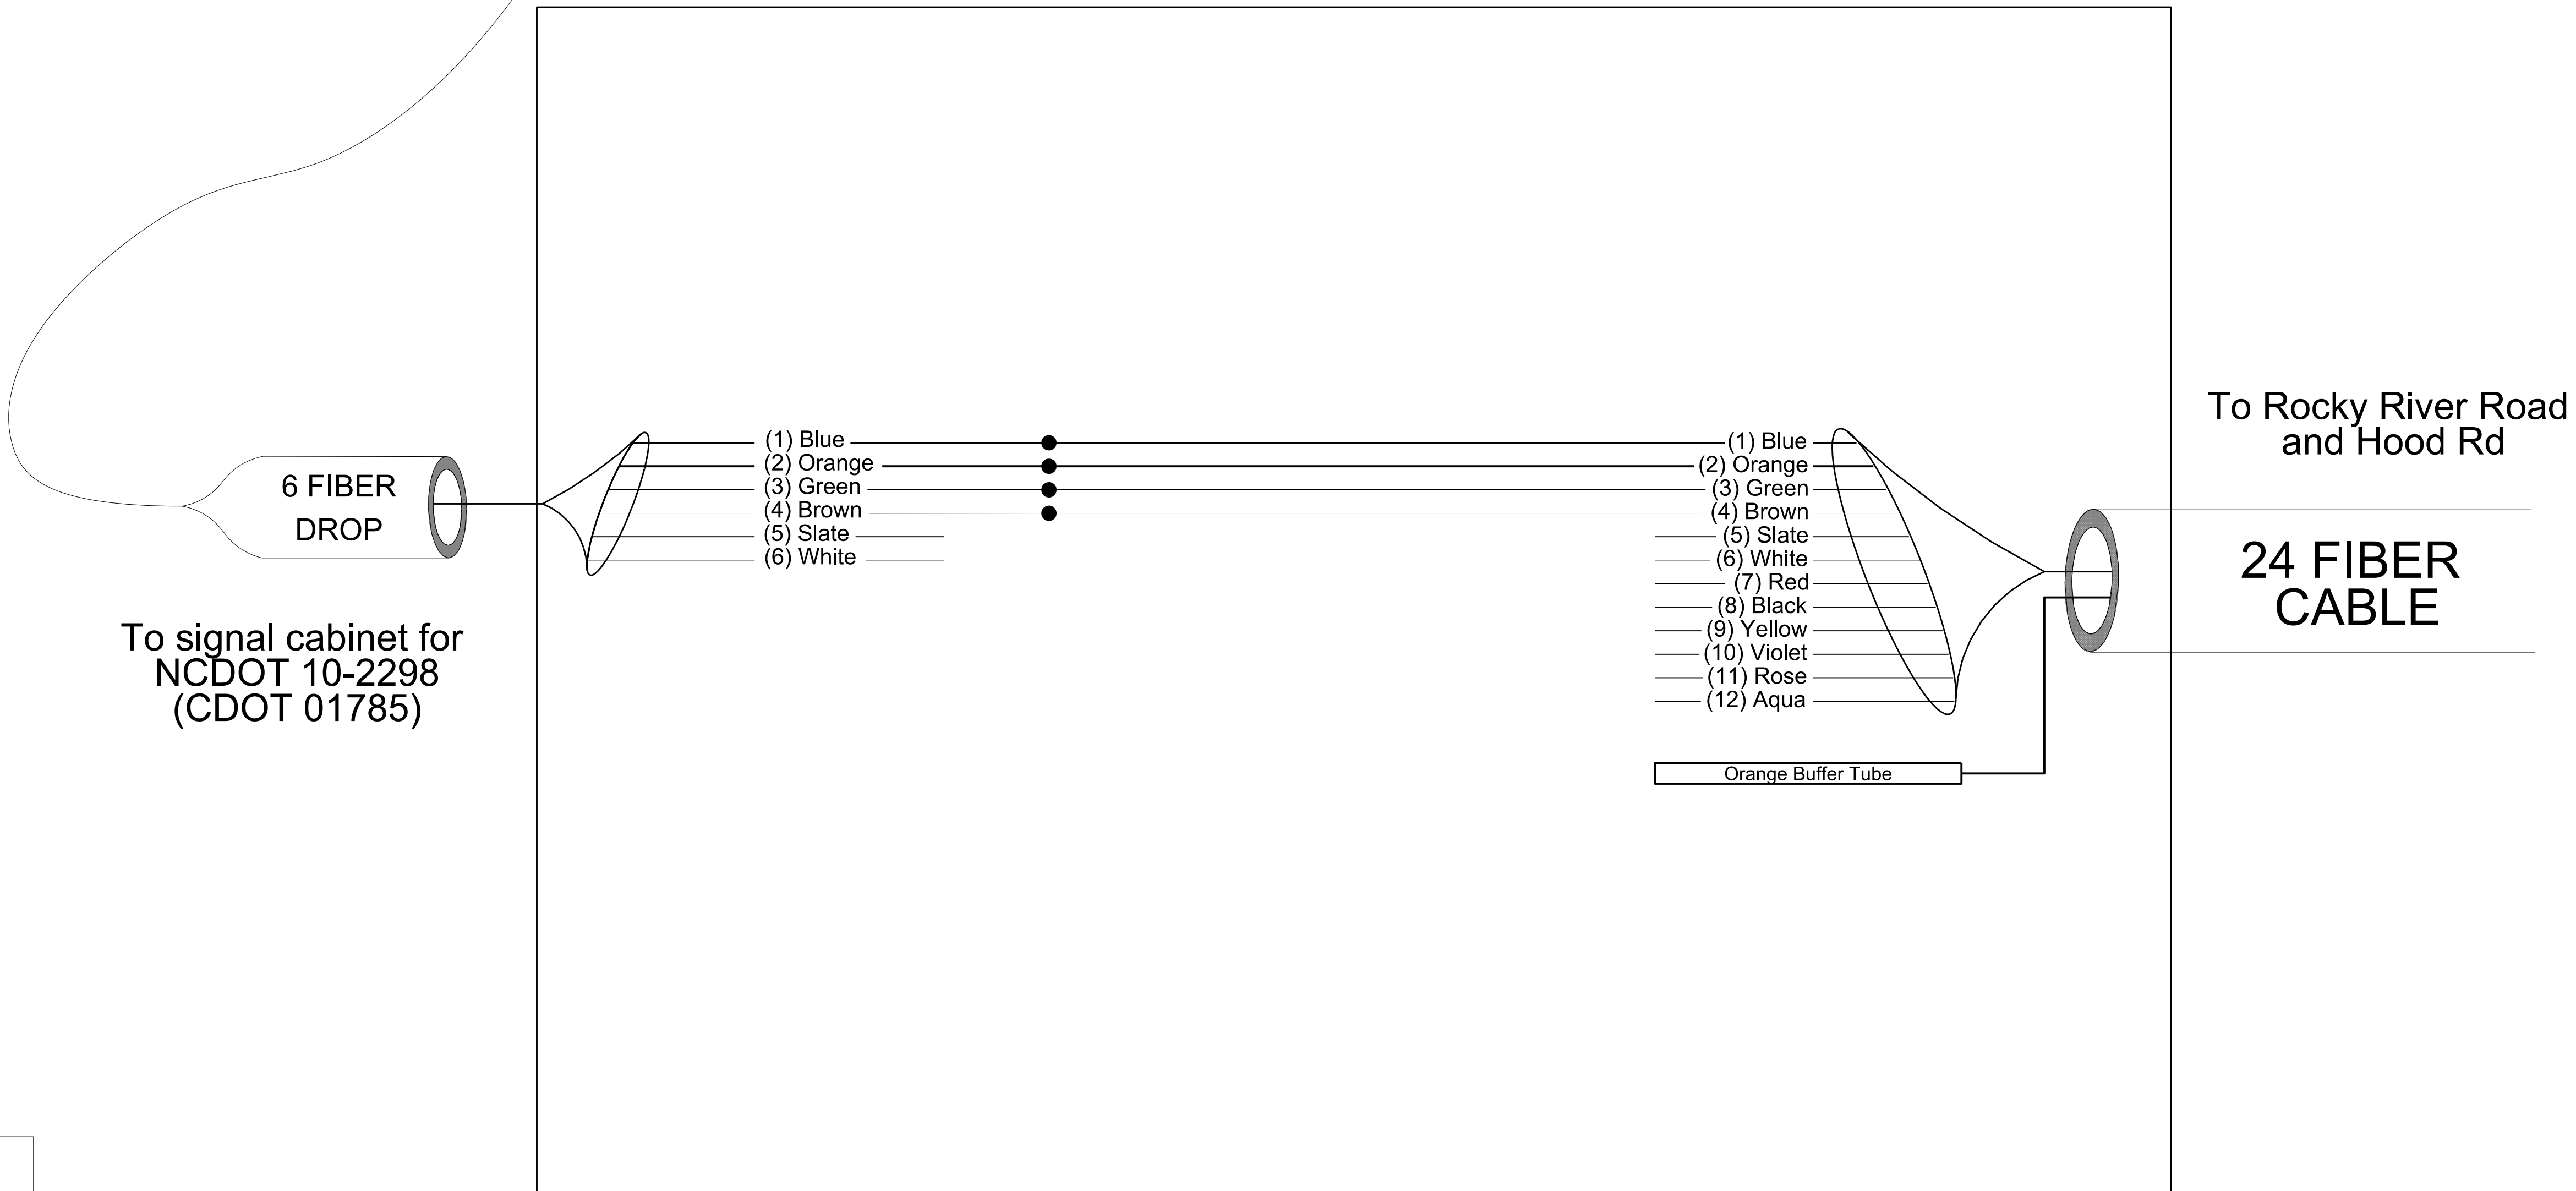 6 FIBER
DROP
To signal cabinet for
NCDOT 10-2298
(CDOT 01785)
(1) Blue
(2) Orange
(3) Green
(4) Brown
(5) Slate
(6) White
(1) Blue
(2) Orange
(3) Green
(4) Brown
(5) Slate
(6) White
(7) Red
(8) Black
(9) Yellow
(10) Violet
(11) Rose
(12) Aqua
Orange Buffer Tube
To Rocky River Road
and Hood Rd
24 FIBER
CABLE